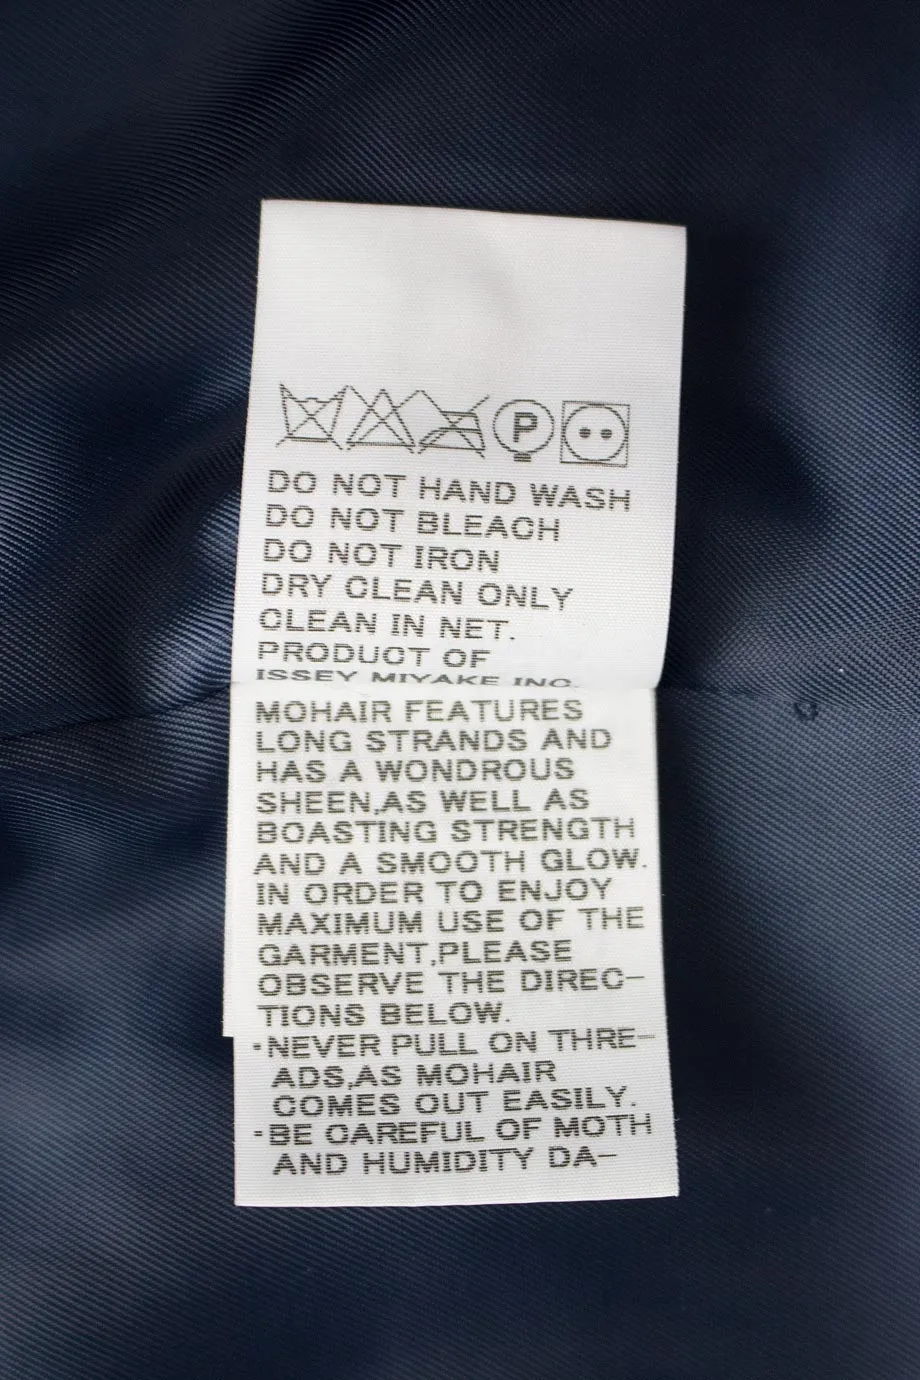 P
DO NOT HAND WASH
DO NOT BLEACH
DO NOT IRON
DRY CLEAN ONLY
CLEAN IN NET.
PRODUCT OF
ISSEY MIYAKE INC.
MOHAIR FEATURES
LONG STRANDS AND
HAS A WONDROUS
SHEEN,AS WELL AS
BOASTING STRENGTH
AND A SMOOTH GLOW.
IN ORDER TO ENJOY
MAXIMUM USE OF THE
GARMENT,PLEASE
OBSERVE THE DIREC-
TIONS BELOW.
·NEVER PULL ON THRE-
ADS,AS MOHAIR
COMES OUT EASILY.
·BE CAREFUL OF MOTH
AND HUMIDITY DA-